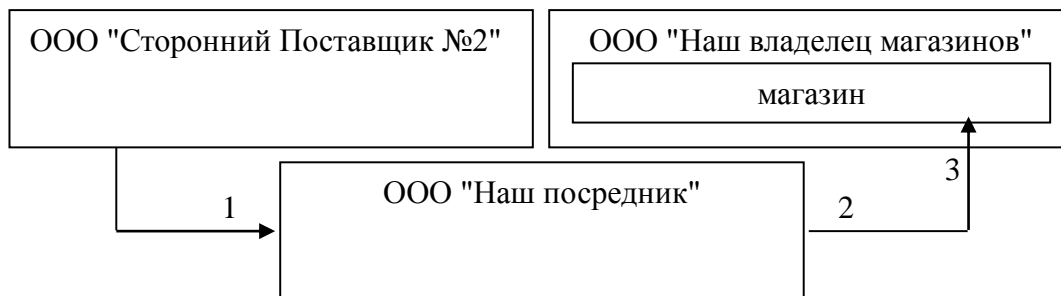 ООО "Сторонний Поставщик №2"
ООО "Наш владелец магазинов"
магазин
3
ООО "Наш посредник"
1
2